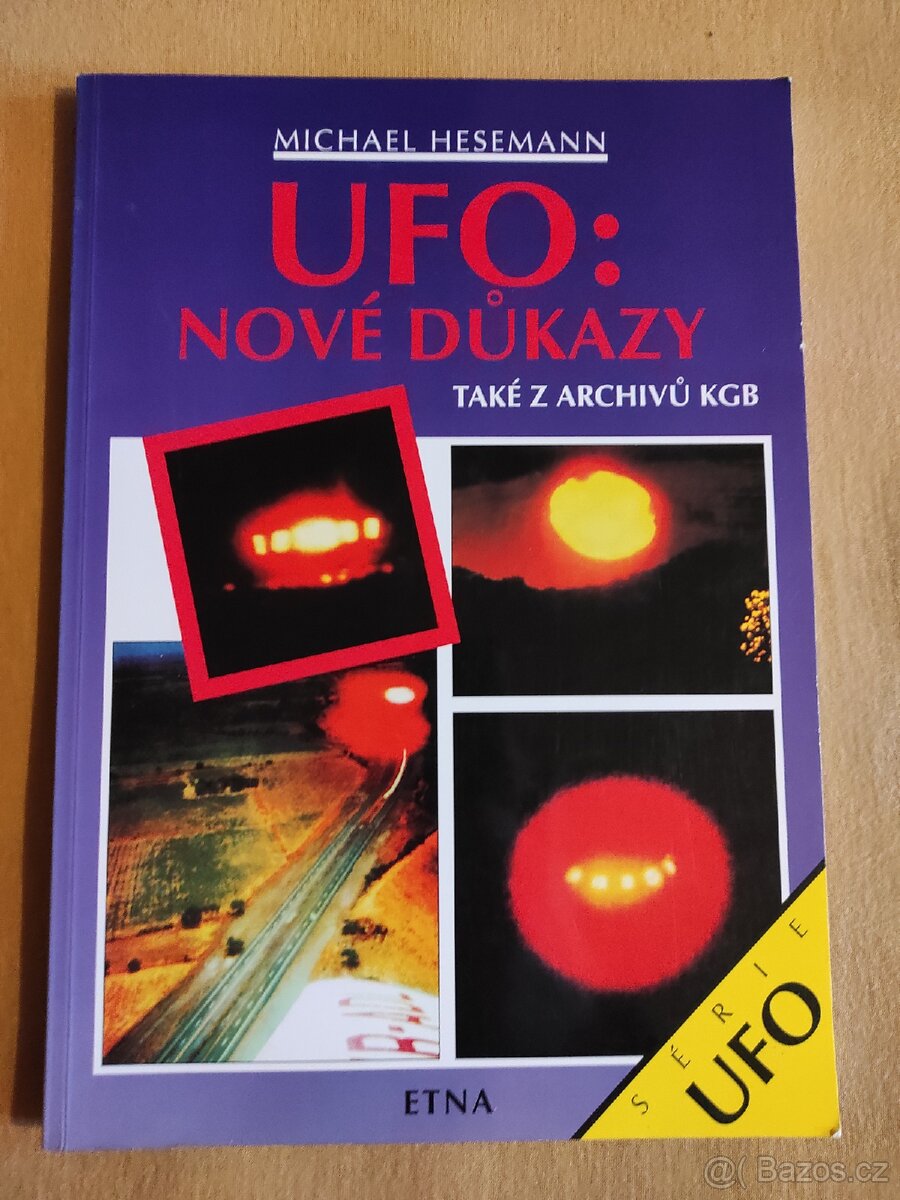 MICHAEL HESEMANN
UFO:
NOVÉ DŮKAZY
TAKÉ Z ARCHIVŮ KGB
SÉRIE
UFO
ETNA
@( Bazos.cz